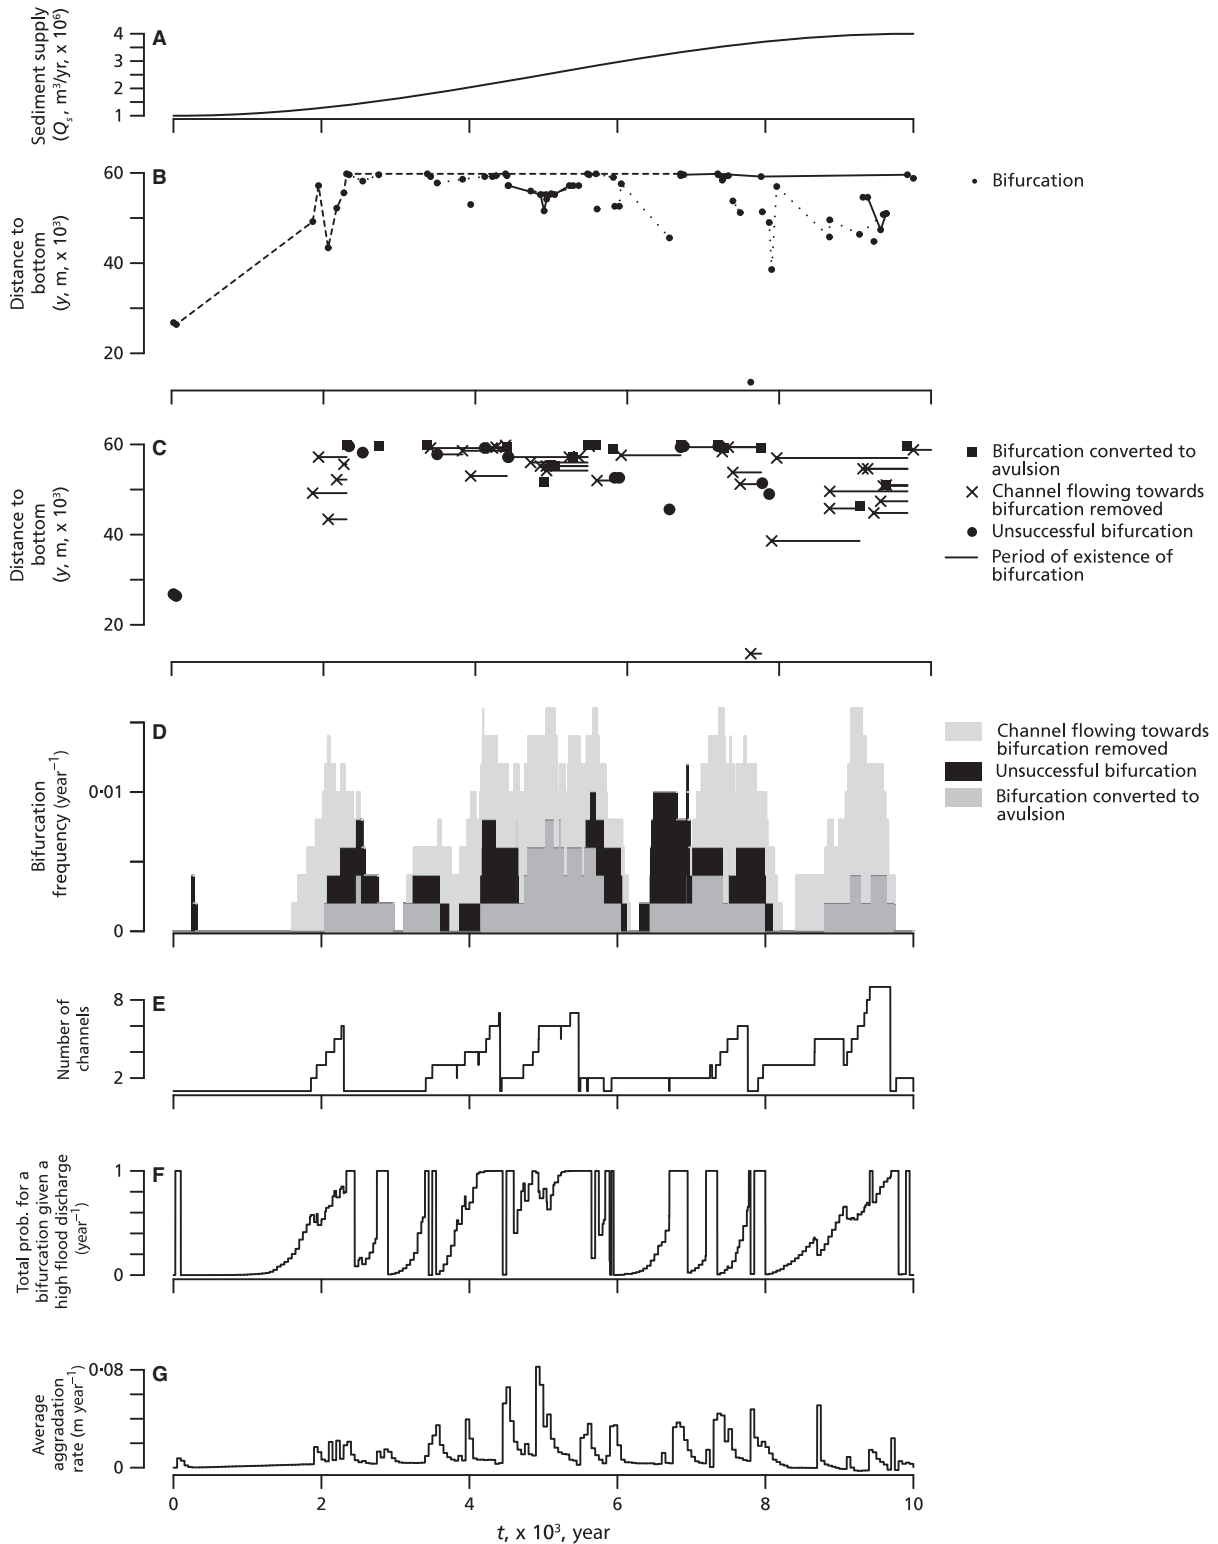 Sediment supply
(Qs, m³/yr, x 10⁶)
4
3
2
1
A
Distance to
bottom
(y, m, x 10³)
60
40
20
B
Bifurcation
Distance to
bottom
(y, m, x 10³)
60
40
20
C
Bifurcation converted to
avulsion
Channel flowing towards
bifurcation removed
Unsuccessful bifurcation
Period of existence of
bifurcation
Bifurcation
frequency (year⁻¹)
0·01
0
D
Channel flowing towards
bifurcation removed
Unsuccessful bifurcation
Bifurcation converted to
avulsion
Number of
channels
8
2
E
Total prob. for a
bifurcation given a
high flood discharge
(year⁻¹)
1
0
F
Average
aggradation
rate (m year⁻¹)
0·08
0
G
0 2 4 6 8 10
t, x 10³, year